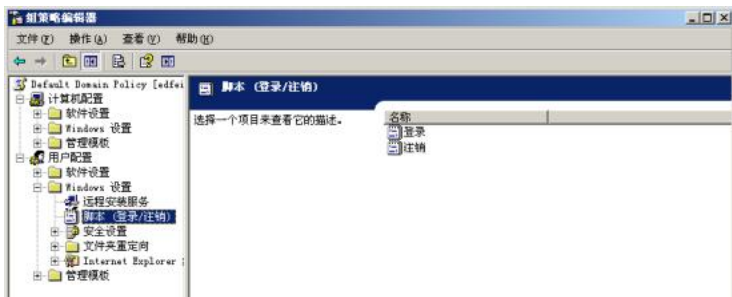 组策略编辑器
文件(F) 操作(A) 查看(V) 帮助(H)
Default Domain Policy [edfei
计算机配置
软件设置
Windows 设置
管理模板
用户配置
软件设置
Windows 设置
远程安装服务
脚本 (登录/注销)
安全设置
文件夹重定向
Internet Explorer
管理模板
脚本 (登录/注销)
选择一个项目来查看它的描述。
名称
登录
注销